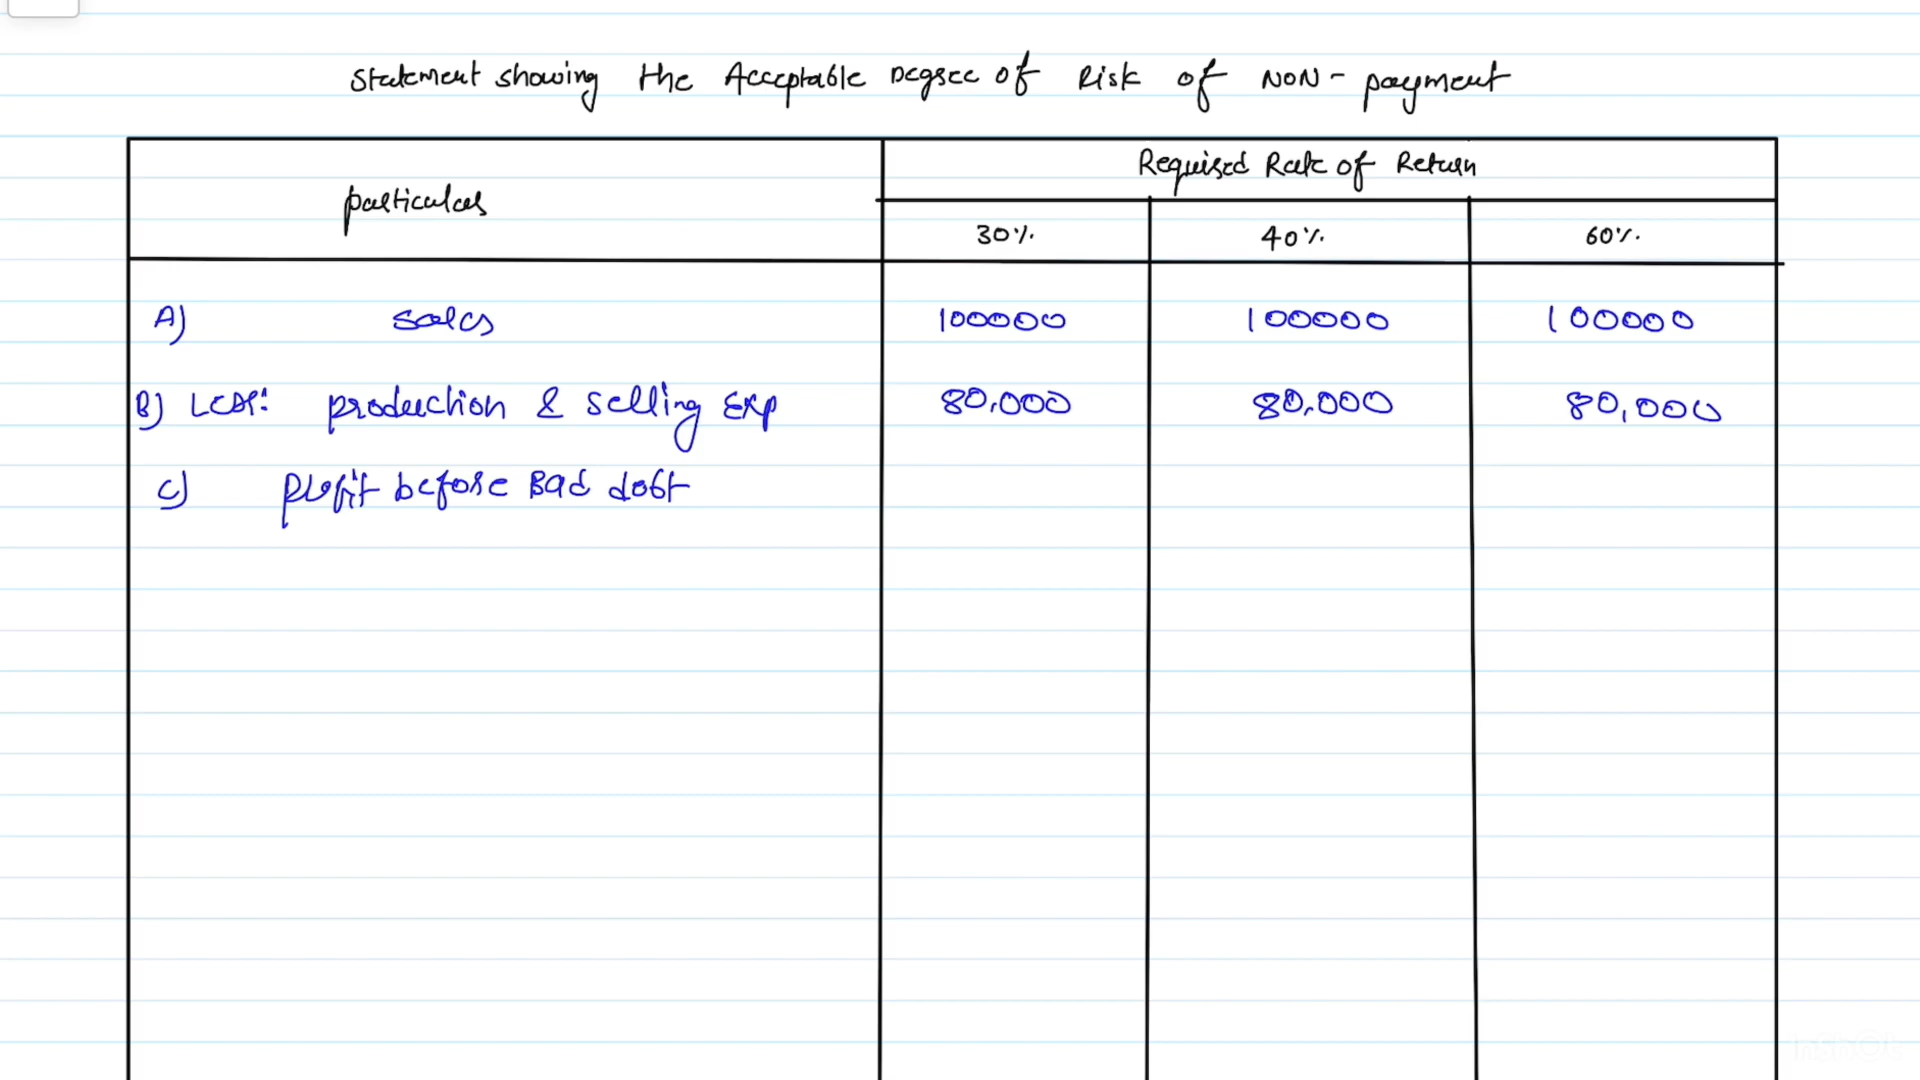 Statement showing the Acceptable Degree of Risk of NON-payment
particulars
Required Rate of Return
30% 40% 60%
A) sales 100000 100000 100000
B) Less: production & selling Exp 80,000 80,000 80,000
C) profit before Bad debt